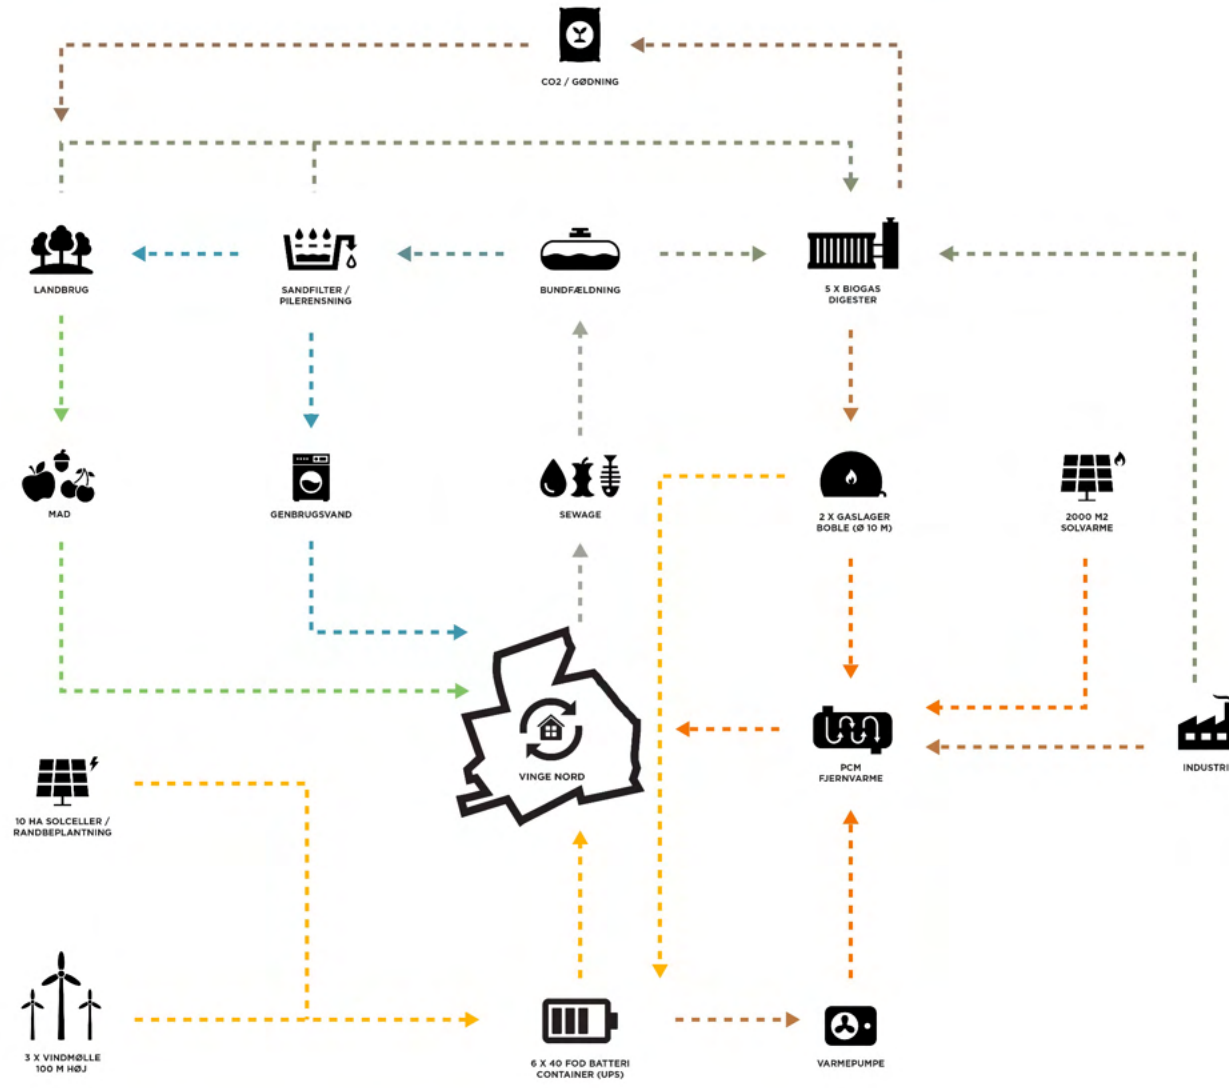 CO2 / GØDNING
LANDBRUG
SANDFILTER /
PILERENSNING
BUNDFÆLDNING
5 X BIOGAS
DIGESTER
MAD
GENBRUGSVAND
SEWAGE
2 X GASLAGER
BOBLE (Ø 10 M)
2000 M2
SOLVARME
VINGE NORD
PCM
FJERNVARME
INDUSTRI
10 HA SOLCELLER /
RANDBEPLANTNING
3 X VINDMØLLE
100 M HØJ
6 X 40 FOD BATTERI
CONTAINER (UPS)
VARMEPUMPE